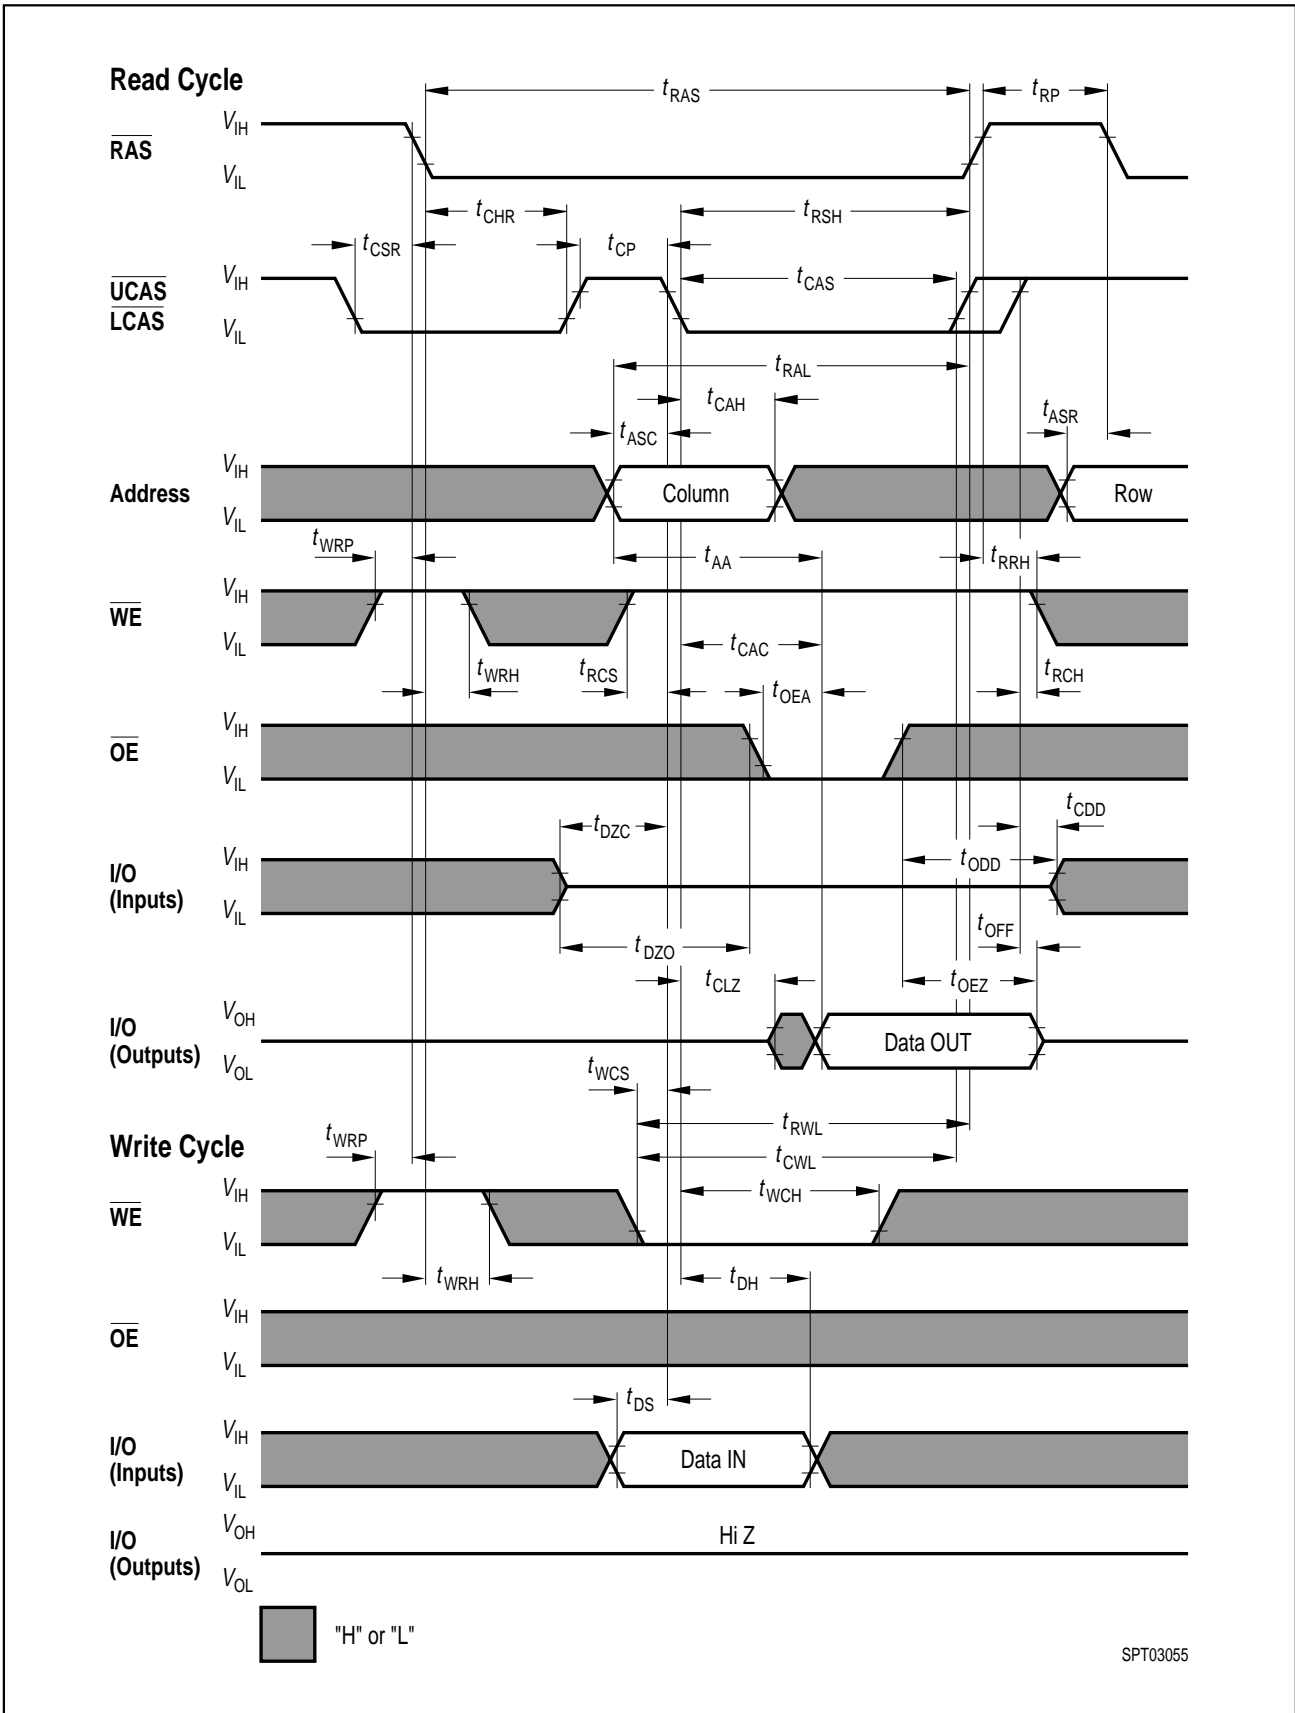 Read Cycle
tRAS
tRP
VIH
RAS
VIL
tCHR
tRSH
tCSR
tCP
VIH
tCAS
UCAS
LCAS
VIL
tRAL
tCAH
tASR
tASC
VIH
Address
Column
Row
VIL
tWRP
tAA
tRRH
VIH
WE
VIL
tCAC
tWRH
tRCS
tRCH
tOEA
VIH
OE
VIL
tCDD
tDZC
VIH
tODD
I/O
(Inputs)
VIL
tOFF
tDZO
tCLZ
tOEZ
VOH
I/O
(Outputs)
Data OUT
VOL
tWCS
tRWL
Write Cycle
tWRP
tCWL
VIH
tWCH
WE
VIL
tWRH
tDH
VIH
OE
VIL
tDS
VIH
I/O
(Inputs)
Data IN
VIL
VOH
Hi Z
I/O
(Outputs)
VOL
"H" or "L"
SPT03055